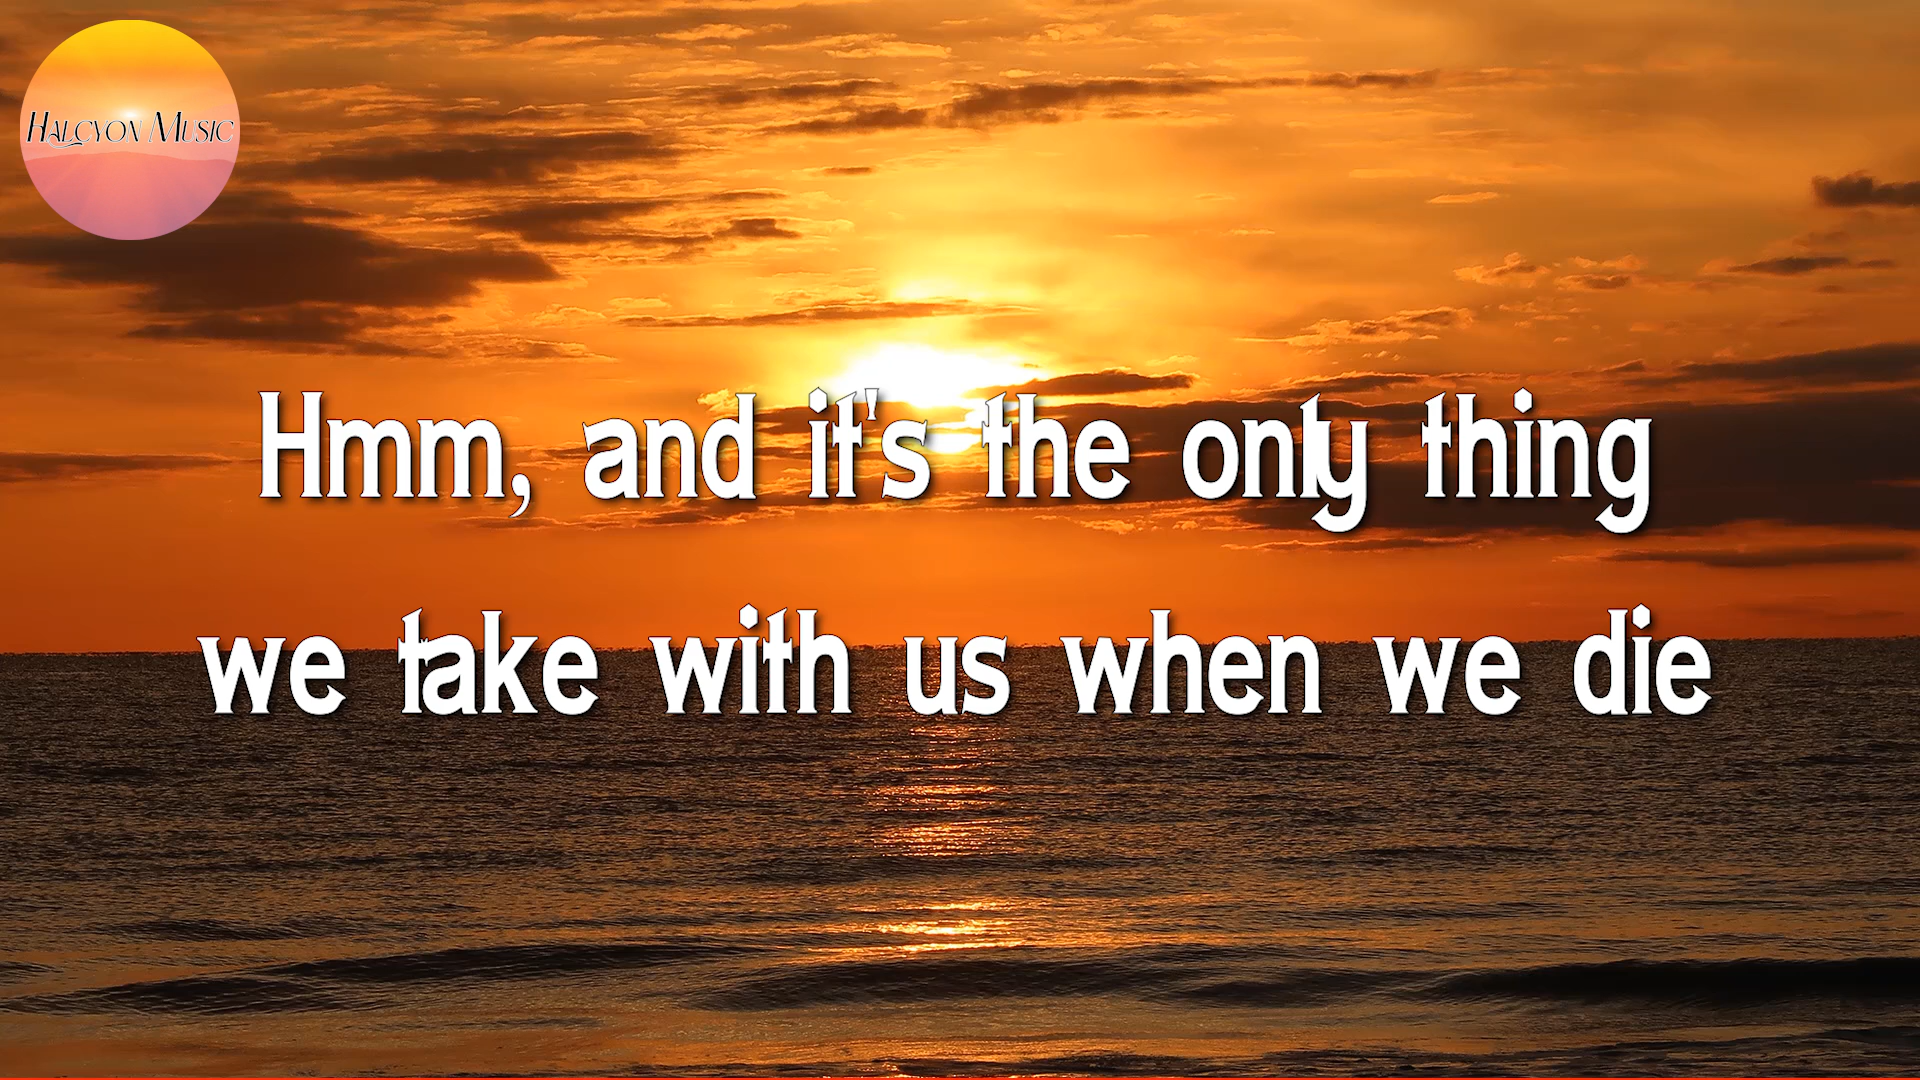 Halcyon Music
Hmm, and it's the only thing
we take with us when we die